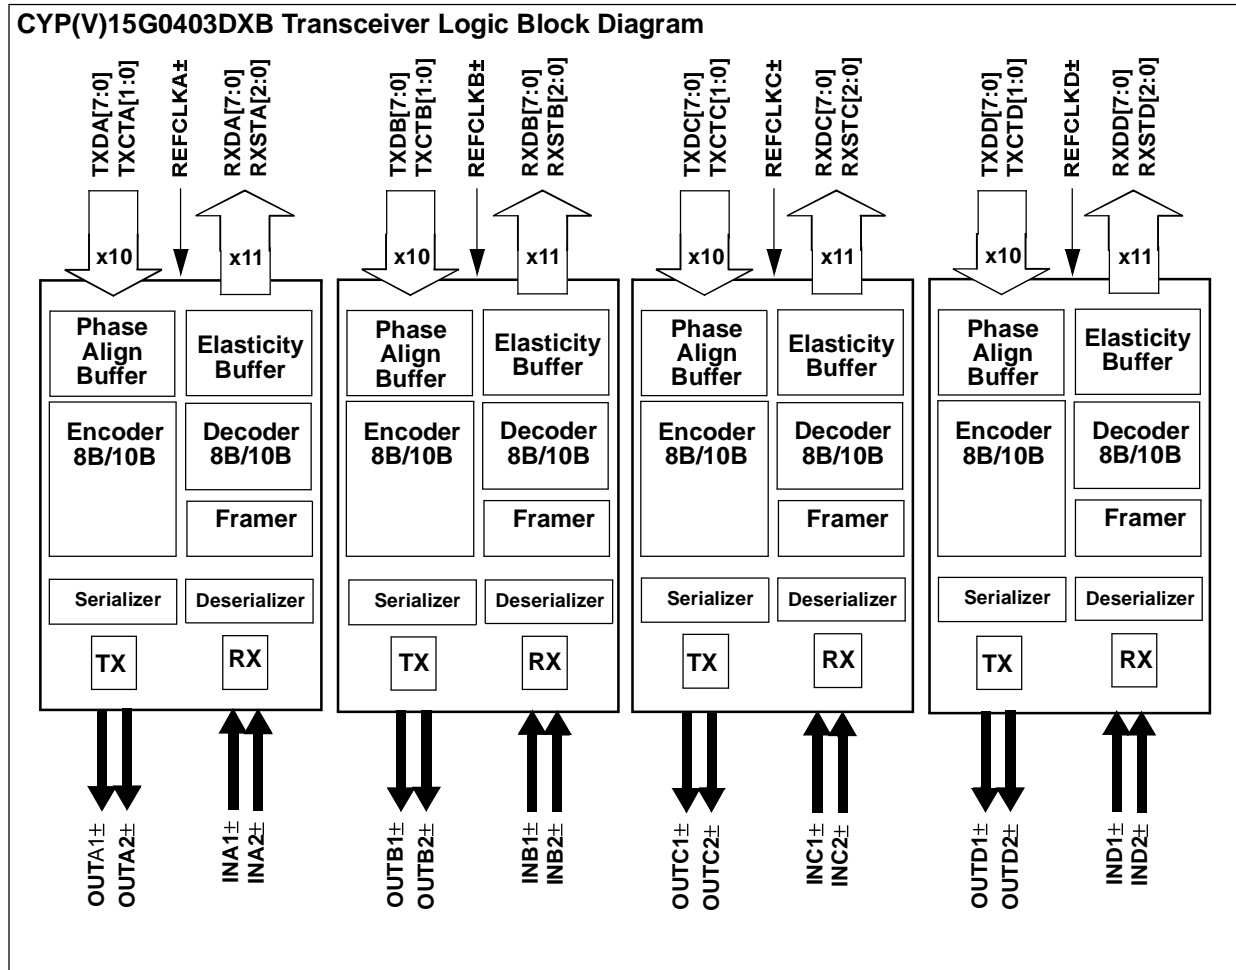 CYP(V)15G0403DXB Transceiver Logic Block Diagram
TXDA[7:0]
TXCTA[1:0]
REFCLKA±
RXDA[7:0]
RXSTA[2:0]
TXDB[7:0]
TXCTB[1:0]
REFCLKB±
RXDB[7:0]
RXSTB[2:0]
TXDC[7:0]
TXCTC[1:0]
REFCLKC±
RXDC[7:0]
RXSTC[2:0]
TXDD[7:0]
TXCTD[1:0]
REFCLKD±
RXDD[7:0]
RXSTD[2:0]
x10
x11
x10
x11
x10
x11
x10
x11
Phase
Align
Buffer
Elasticity
Buffer
Encoder
8B/10B
Decoder
8B/10B
Framer
Serializer
Deserializer
TX
RX
Phase
Align
Buffer
Elasticity
Buffer
Encoder
8B/10B
Decoder
8B/10B
Framer
Serializer
Deserializer
TX
RX
Phase
Align
Buffer
Elasticity
Buffer
Encoder
8B/10B
Decoder
8B/10B
Framer
Serializer
Deserializer
TX
RX
Phase
Align
Buffer
Elasticity
Buffer
Encoder
8B/10B
Decoder
8B/10B
Framer
Serializer
Deserializer
TX
RX
OUTA1±
OUTA2±
INA1±
INA2±
OUTB1±
OUTB2±
INB1±
INB2±
OUTC1±
OUTC2±
INC1±
INC2±
OUTD1±
OUTD2±
IND1±
IND2±